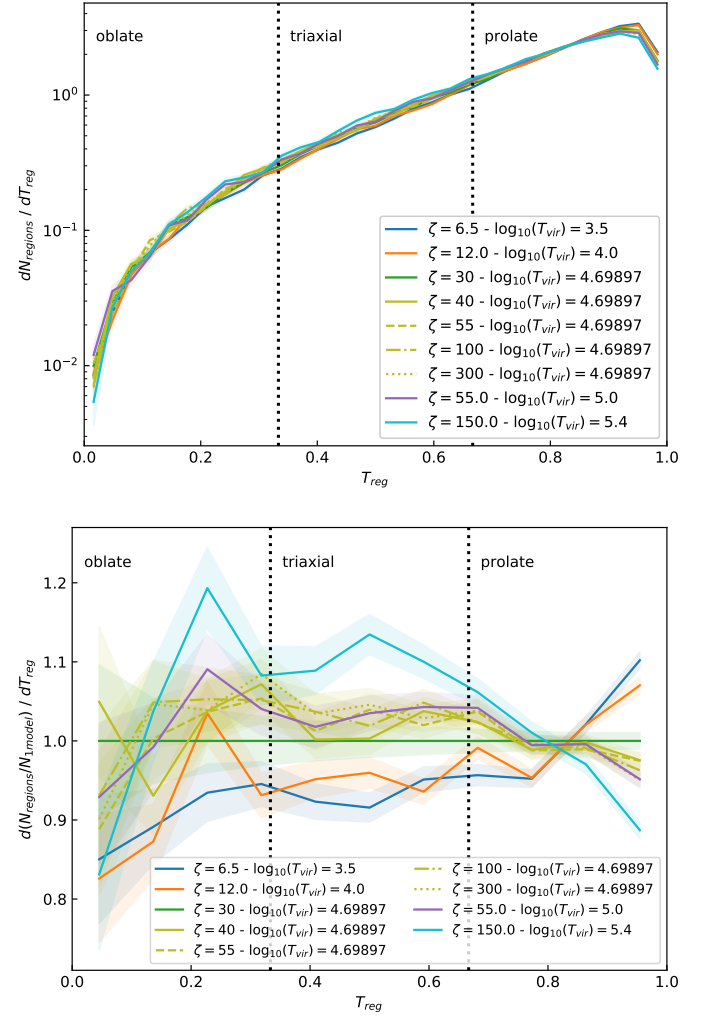 oblate triaxial prolate
10⁰
10⁻¹
10⁻²
dN_regions / dT_reg
ζ = 6.5 - log₁₀(T_vir) = 3.5
ζ = 12.0 - log₁₀(T_vir) = 4.0
ζ = 30 - log₁₀(T_vir) = 4.69897
ζ = 40 - log₁₀(T_vir) = 4.69897
ζ = 55 - log₁₀(T_vir) = 4.69897
ζ = 100 - log₁₀(T_vir) = 4.69897
ζ = 300 - log₁₀(T_vir) = 4.69897
ζ = 55.0 - log₁₀(T_vir) = 5.0
ζ = 150.0 - log₁₀(T_vir) = 5.4
0.0 0.2 0.4 0.6 0.8 1.0
T_reg
oblate triaxial prolate
1.2
1.1
1.0
0.9
0.8
d(N_regions/N_1model) / dT_reg
ζ = 6.5 - log₁₀(T_vir) = 3.5
ζ = 12.0 - log₁₀(T_vir) = 4.0
ζ = 30 - log₁₀(T_vir) = 4.69897
ζ = 40 - log₁₀(T_vir) = 4.69897
ζ = 55 - log₁₀(T_vir) = 4.69897
ζ = 100 - log₁₀(T_vir) = 4.69897
ζ = 300 - log₁₀(T_vir) = 4.69897
ζ = 55.0 - log₁₀(T_vir) = 5.0
ζ = 150.0 - log₁₀(T_vir) = 5.4
0.0 0.2 0.4 0.6 0.8 1.0
T_reg